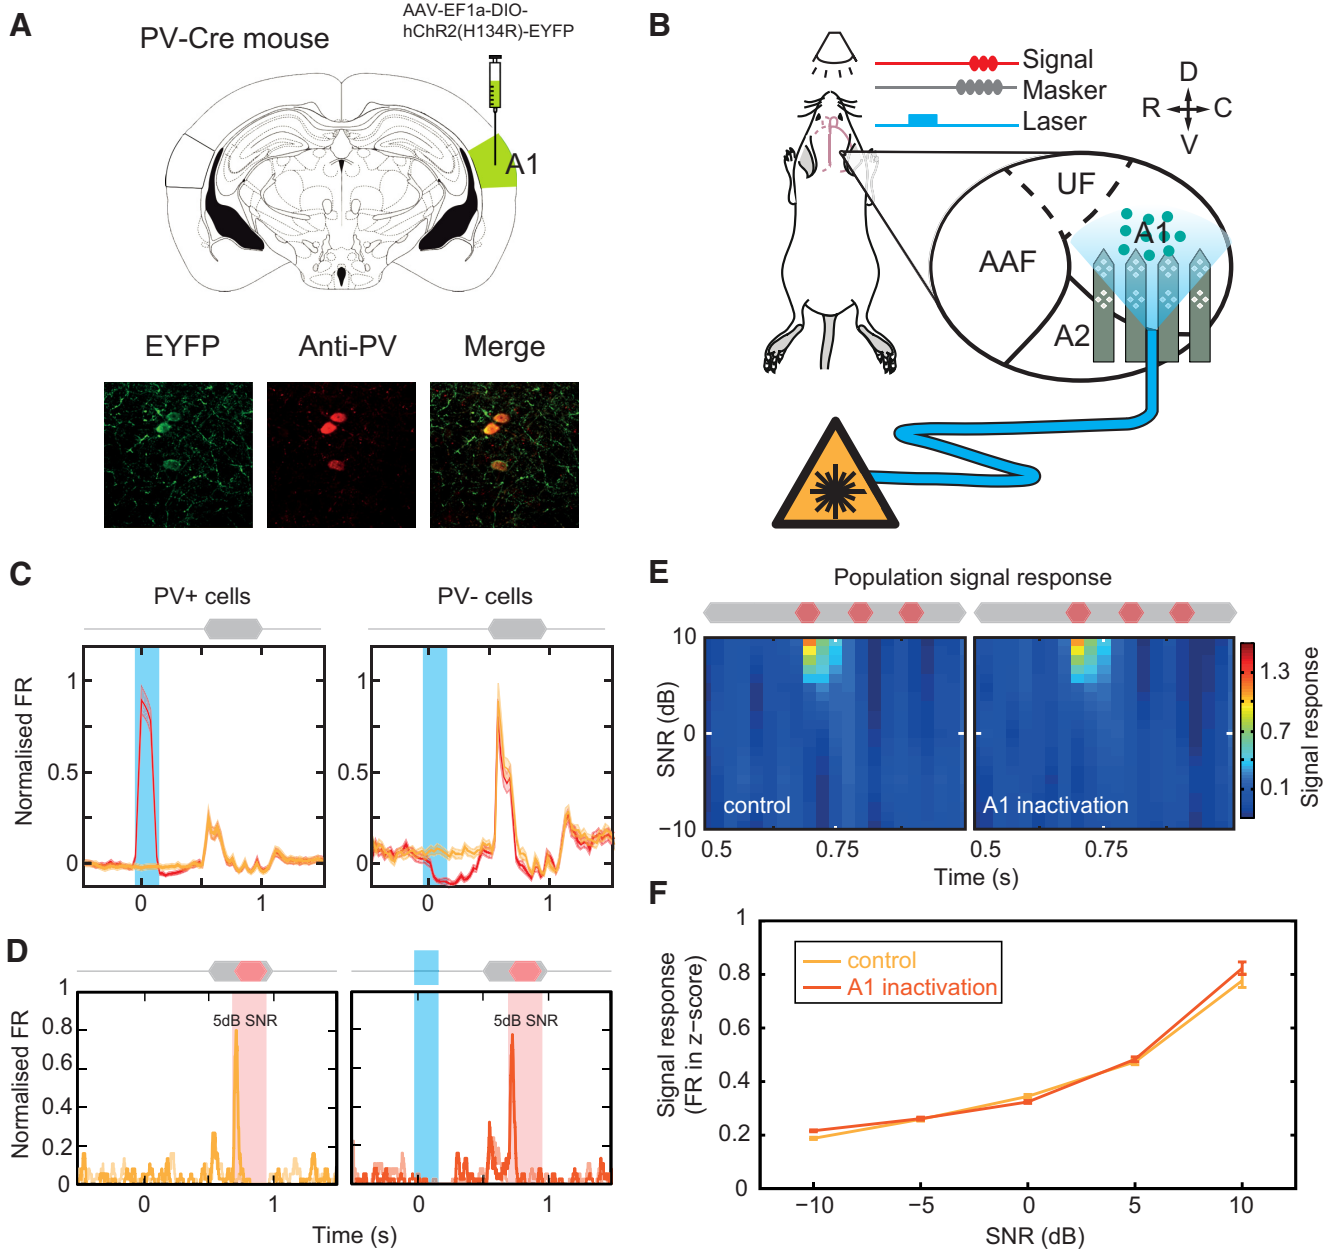 A
PV-Cre mouse
AAV-EF1a-DIO-
hChR2(H134R)-EYFP
A1
EYFP
Anti-PV
Merge
B
Signal
Masker
Laser
D
R
C
V
UF
A1
AAF
A2
C
PV+ cells
PV- cells
Normalised FR
1
0.5
0
0
1
1
0.5
0
0
1
D
Normalised FR
5dB SNR
5dB SNR
1
0.8
0.6
0.4
0.2
0
0
1
0
1
Time (s)
E
Population signal response
SNR (dB)
10
0
−10
control
A1 inactivation
0.5
0.75
0.5
0.75
Time (s)
1.3
0.7
0.1
Signal response
F
Signal response
(FR in z−score)
1
0.8
0.6
0.4
0.2
0
control
A1 inactivation
−10
−5
0
5
10
SNR (dB)